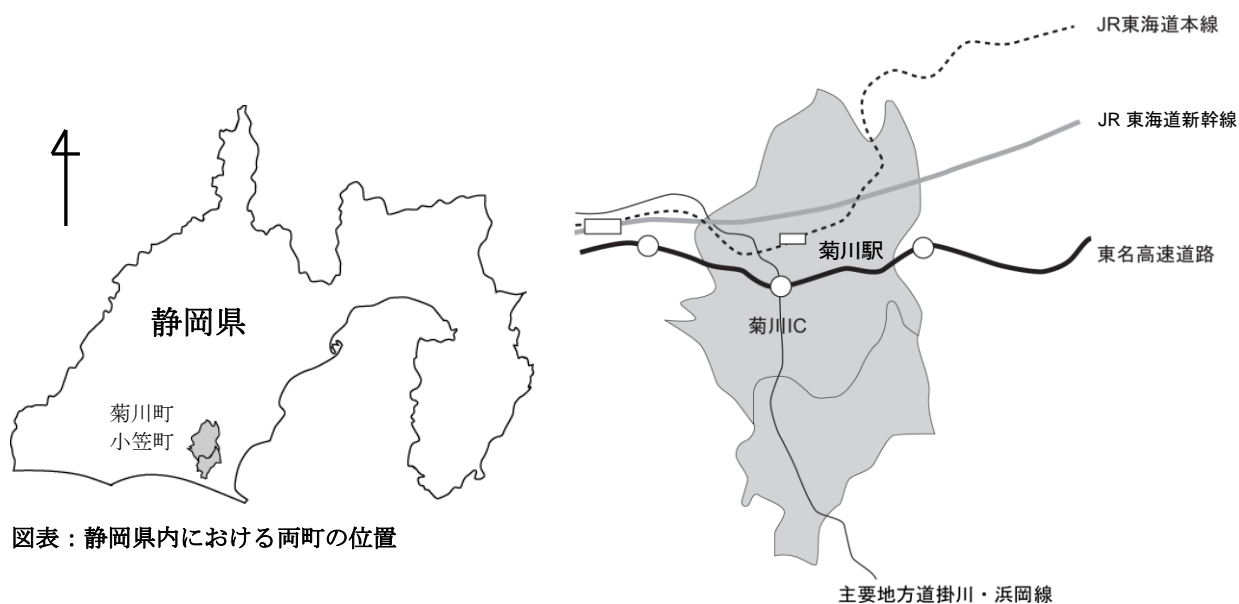 JR東海道本線
JR 東海道新幹線
菊川駅
東名高速道路
静岡県
菊川IC
菊川町
小笠町
図表：静岡県内における両町の位置
主要地方道掛川・浜岡線